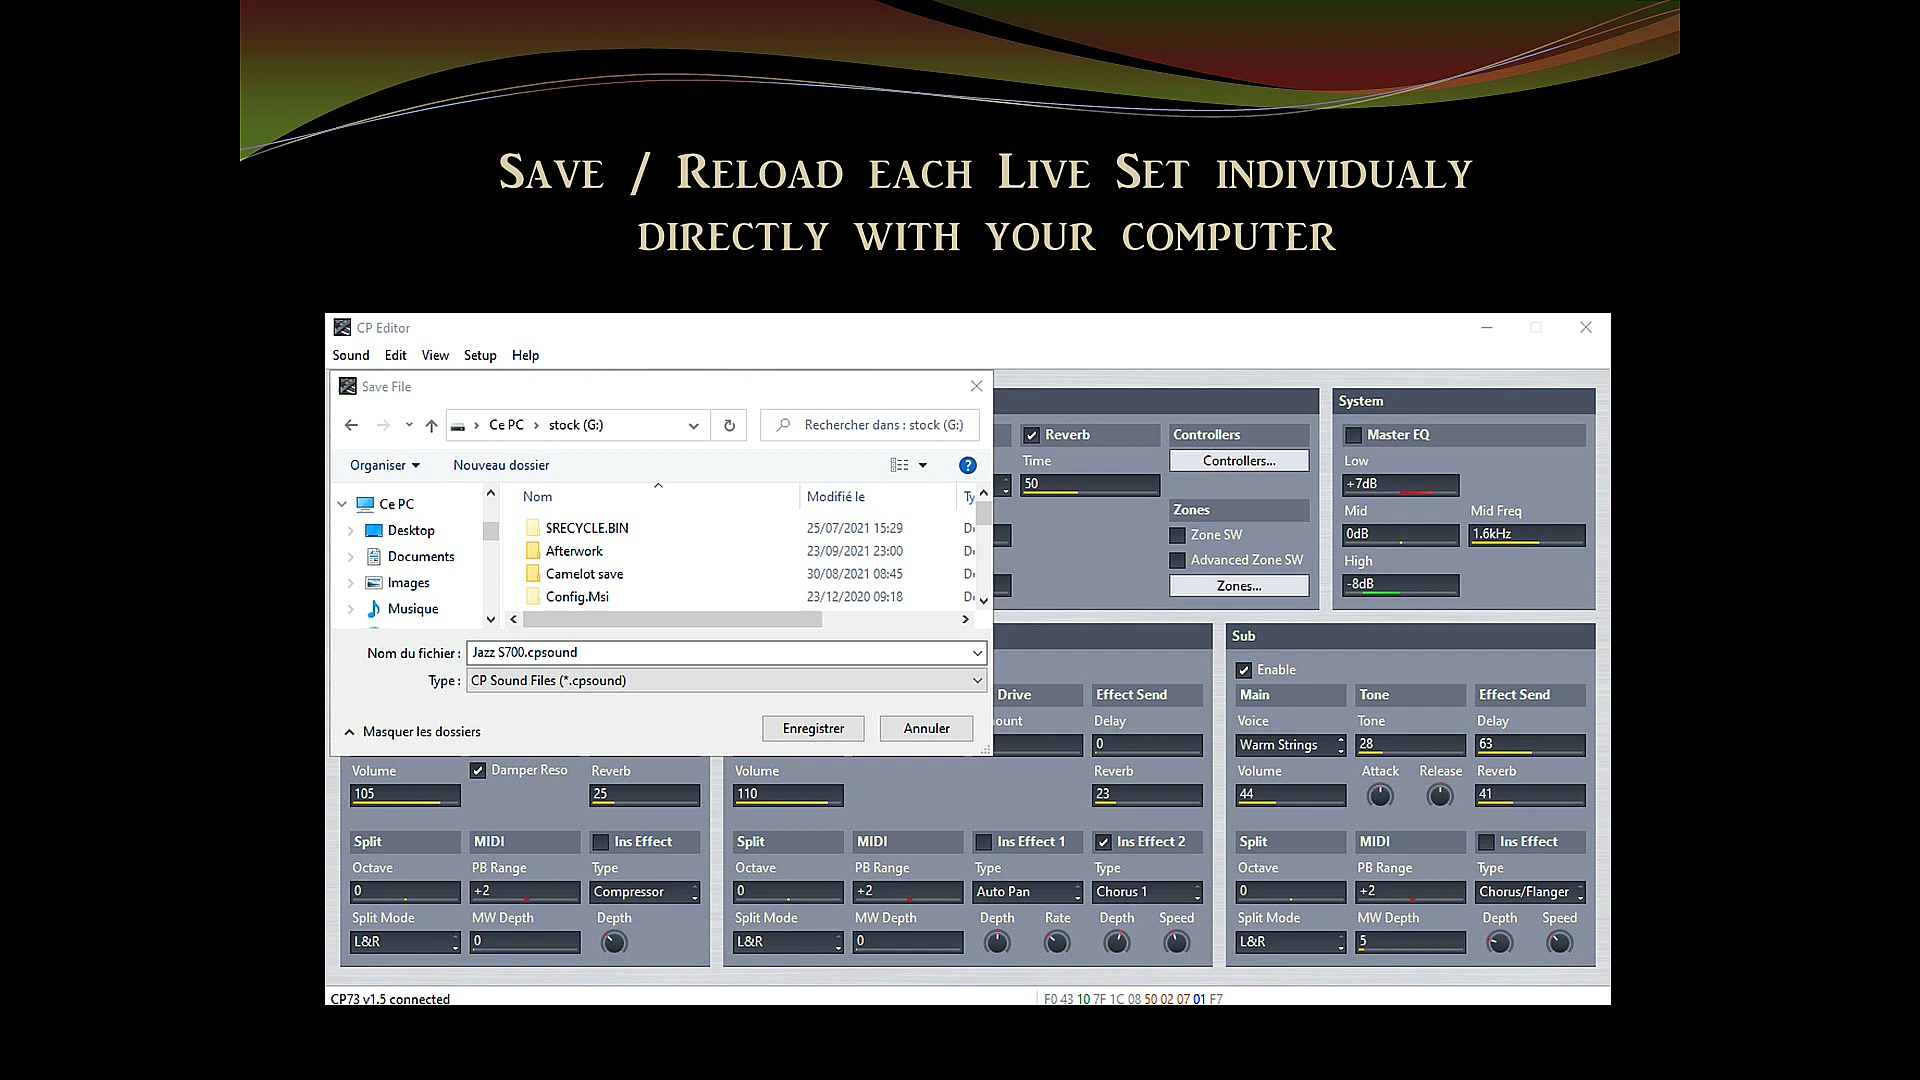 Save / Reload each Live Set individualy
directly with your computer
CP Editor
Sound Edit View Setup Help
Save File
Ce PC > stock (G:)
Rechercher dans : stock (G:)
Organiser
Nouveau dossier
Ce PC
Desktop
Documents
Images
Musique
Nom Modifié le Ty
$RECYCLE.BIN 25/07/2021 15:29 D
Afterwork 23/09/2021 23:00 D
Camelot save 30/08/2021 08:45 D
Config.Msi 23/12/2020 09:18 D
Nom du fichier : Jazz S700.cpsound
Type : CP Sound Files (*.cpsound)
Masquer les dossiers
Enregistrer
Annuler
Reverb
Time
50
Controllers
Controllers...
Zones
Zone SW
Advanced Zone SW
Zones...
System
Master EQ
Low
+7dB
Mid Mid Freq
0dB 1.6kHz
High
-8dB
Volume Damper Reso Reverb
105 25
Split MIDI Ins Effect
Octave PB Range Type
0 +2 Compressor
Split Mode MW Depth Depth
L&R 0
Drive Effect Send
ount Delay
0
Volume Reverb
110 23
Split MIDI Ins Effect 1 Ins Effect 2
Octave PB Range Type Type
0 +2 Auto Pan Chorus 1
Split Mode MW Depth Depth Rate Depth Speed
L&R 0
Sub
Enable
Main Tone Effect Send
Voice Tone Delay
Warm Strings 28 63
Volume Attack Release Reverb
44 41
Split MIDI Ins Effect
Octave PB Range Type
0 +2 Chorus/Flanger
Split Mode MW Depth Depth Speed
L&R 5
CP73 v1.5 connected
F0 43 10 7F 1C 08 50 02 07 01 F7